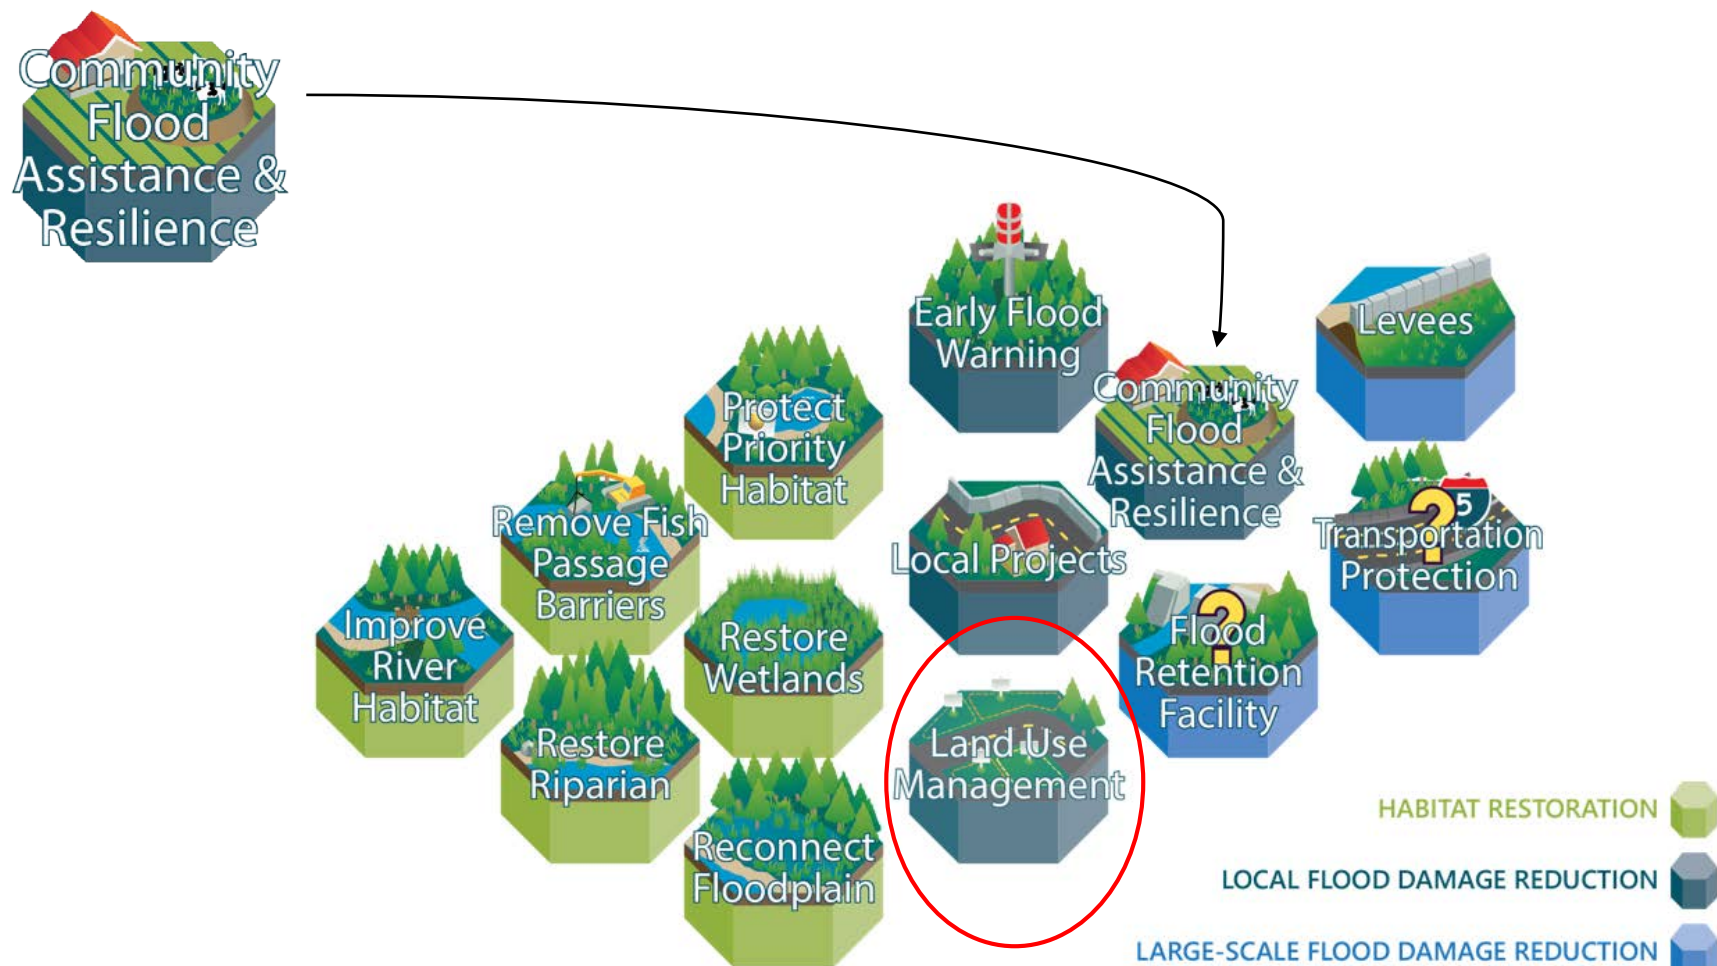 Community
Flood
Assistance &
Resilience
Early Flood
Warning
Levees
Community
Flood
Assistance &
Resilience
Protect
Priority
Habitat
5
Transportation
Protection
Remove Fish
Passage
Barriers
Local Projects
Improve
River
Habitat
Restore
Wetlands
?
Flood
Retention
Facility
?
Restore
Riparian
Land Use
Management
Reconnect
Floodplain
HABITAT RESTORATION
LOCAL FLOOD DAMAGE REDUCTION
LARGE-SCALE FLOOD DAMAGE REDUCTION